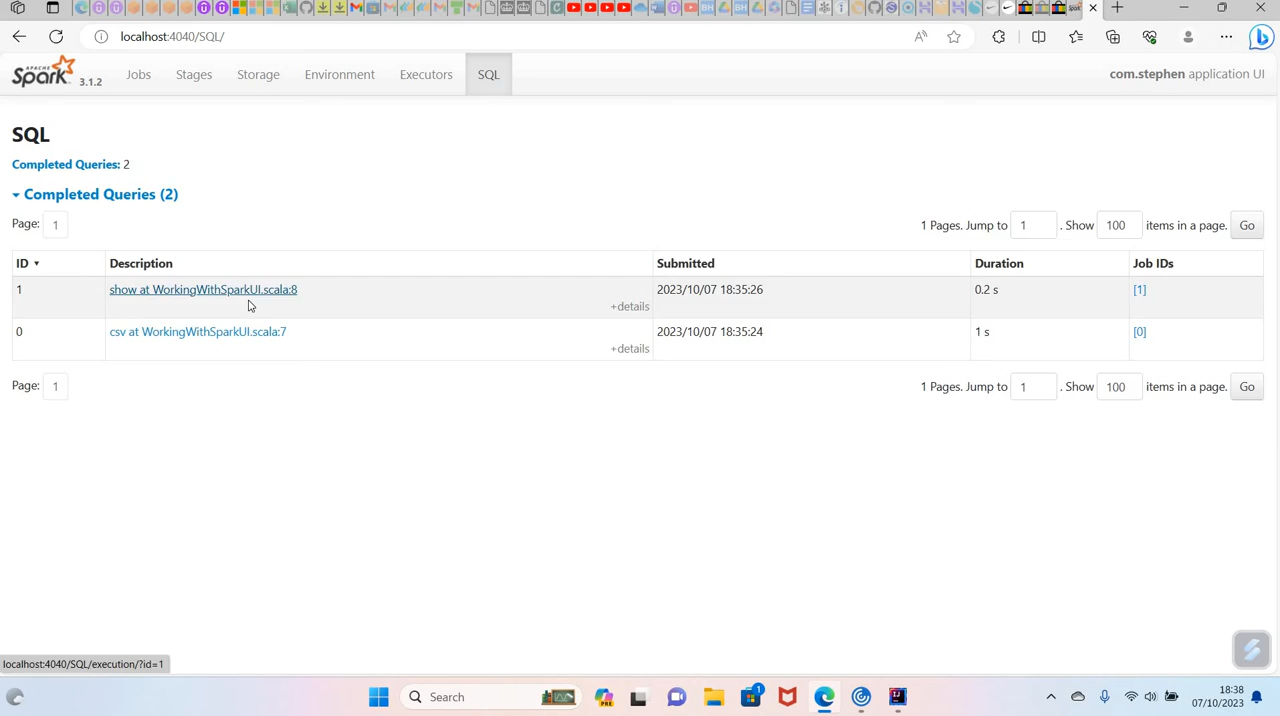 localhost:4040/SQL/
APACHE Spark 3.1.2 Jobs Stages Storage Environment Executors SQL com.stephen application UI
SQL
Completed Queries: 2
Completed Queries (2)
Page: 1 1 Pages. Jump to 1 . Show 100 items in a page. Go
ID Description Submitted Duration Job IDs
1 show at WorkingWithSparkUI.scala:8 2023/10/07 18:35:26 0.2 s [1]
+details
0 csv at WorkingWithSparkUI.scala:7 2023/10/07 18:35:24 1 s [0]
+details
Page: 1 1 Pages. Jump to 1 . Show 100 items in a page. Go
localhost:4040/SQL/execution/?id=1
Search PRE 1 18:38
07/10/2023